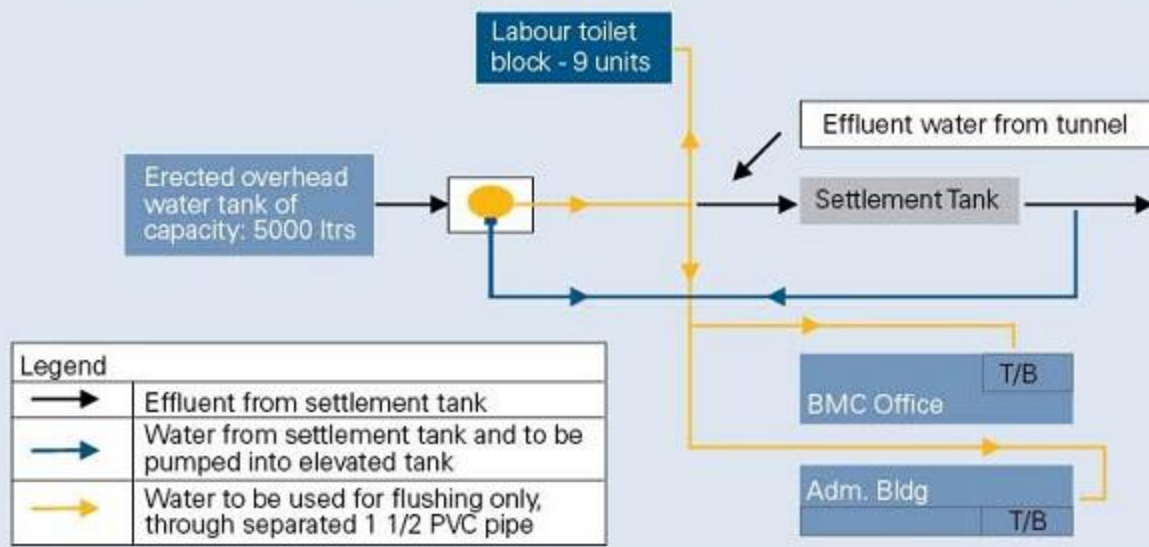 Labour toilet
block - 9 units
Effluent water from tunnel
Erected overhead
water tank of
capacity: 5000 ltrs
Settlement Tank
T/B
BMC Office
Adm. Bldg
T/B
Legend
Effluent from settlement tank
Water from settlement tank and to be
pumped into elevated tank
Water to be used for flushing only,
through separated 1 1/2 PVC pipe